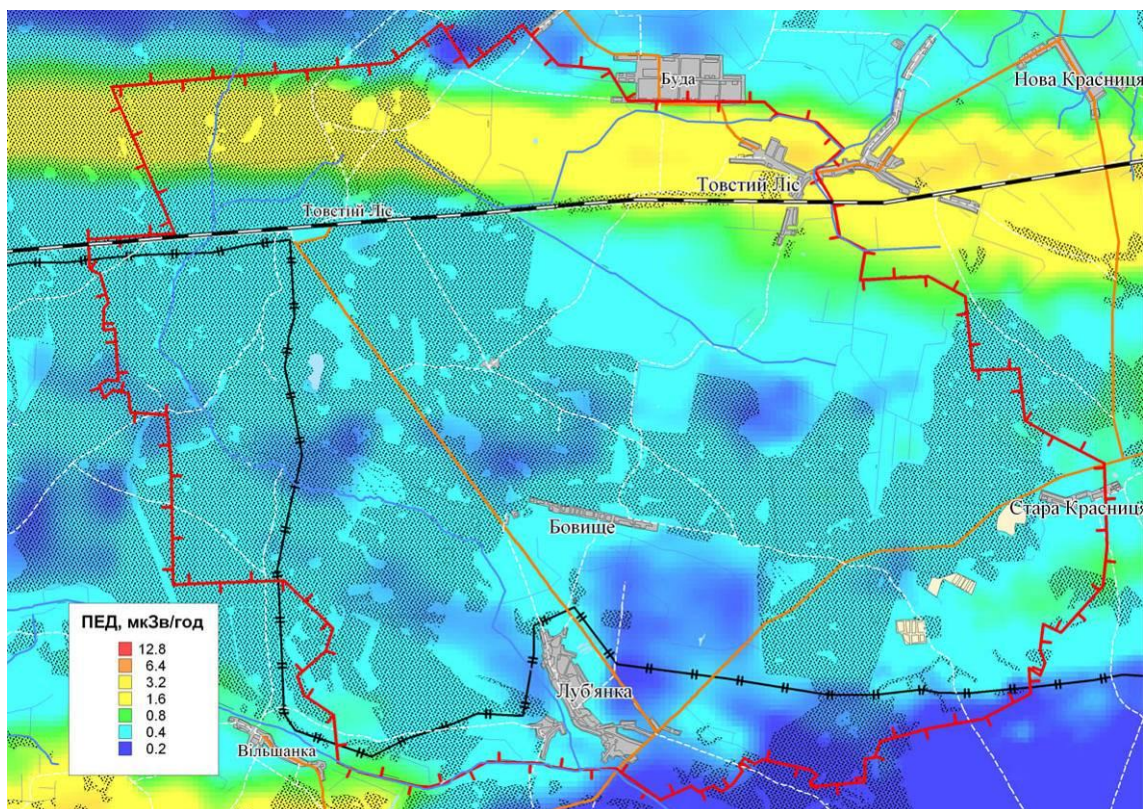 Буда
Нова Красниця
Товстий Ліс
Товстий Ліс
Бовище
Стара Красниця
ПЕД, мкЗв/год
12.8
6.4
3.2
1.6
0.8
0.4
0.2
Луб'янка
Вільшанка